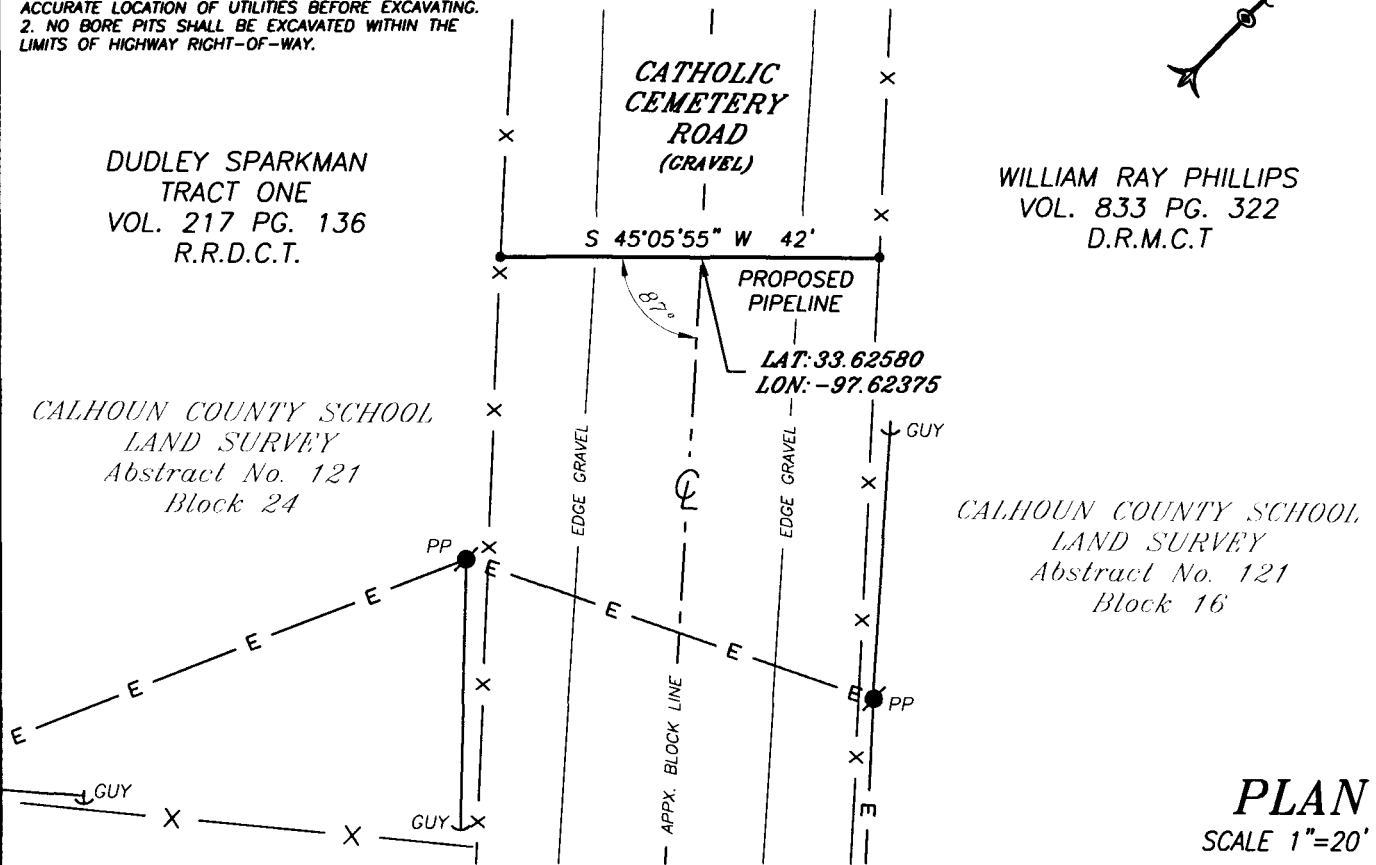 ACCURATE LOCATION OF UTILITIES BEFORE EXCAVATING.
2. NO BORE PITS SHALL BE EXCAVATED WITHIN THE
LIMITS OF HIGHWAY RIGHT-OF-WAY.
CATHOLIC
CEMETERY
ROAD
(GRAVEL)
DUDLEY SPARKMAN
TRACT ONE
VOL. 217 PG. 136
R.R.D.C.T.
WILLIAM RAY PHILLIPS
VOL. 833 PG. 322
D.R.M.C.T
S 45°05'55" W 42'
PROPOSED
PIPELINE
87°
LAT:33.62580
LON:-97.62375
CALHOUN COUNTY SCHOOL
LAND SURVEY
Abstract No. 121
Block 24
EDGE GRAVEL
EDGE GRAVEL
GUY
CALHOUN COUNTY SCHOOL
LAND SURVEY
Abstract No. 121
Block 16
PP
PP
APPX. BLOCK LINE
GUY
GUY
PLAN
SCALE 1"=20'